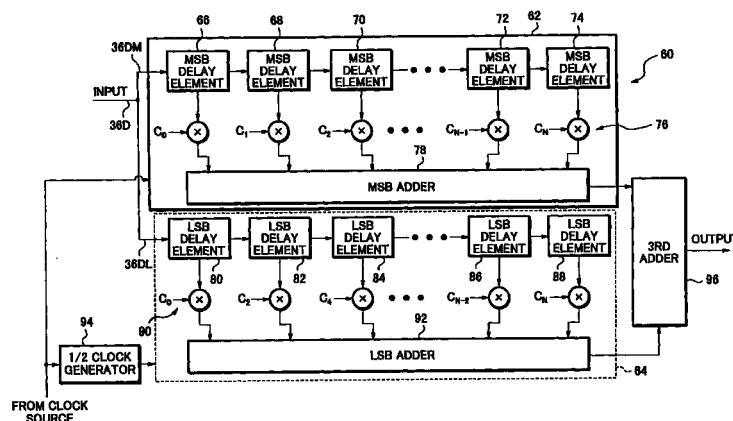 66 68 70 72 62 74
36DM
MSB DELAY ELEMENT MSB DELAY ELEMENT MSB DELAY ELEMENT MSB DELAY ELEMENT MSB DELAY ELEMENT
60
INPUT
36D
C0 × C1 × C2 × CN-1 × CN × 76
78
MSB ADDER
LSB DELAY ELEMENT LSB DELAY ELEMENT LSB DELAY ELEMENT LSB DELAY ELEMENT LSB DELAY ELEMENT
36DL
80 82 84 86 88
3RD ADDER
OUTPUT
96
C0 × C2 × C4 × CN-2 × CN ×
90
92
LSB ADDER
94
1/2 CLOCK GENERATOR
64
FROM CLOCK SOURCE